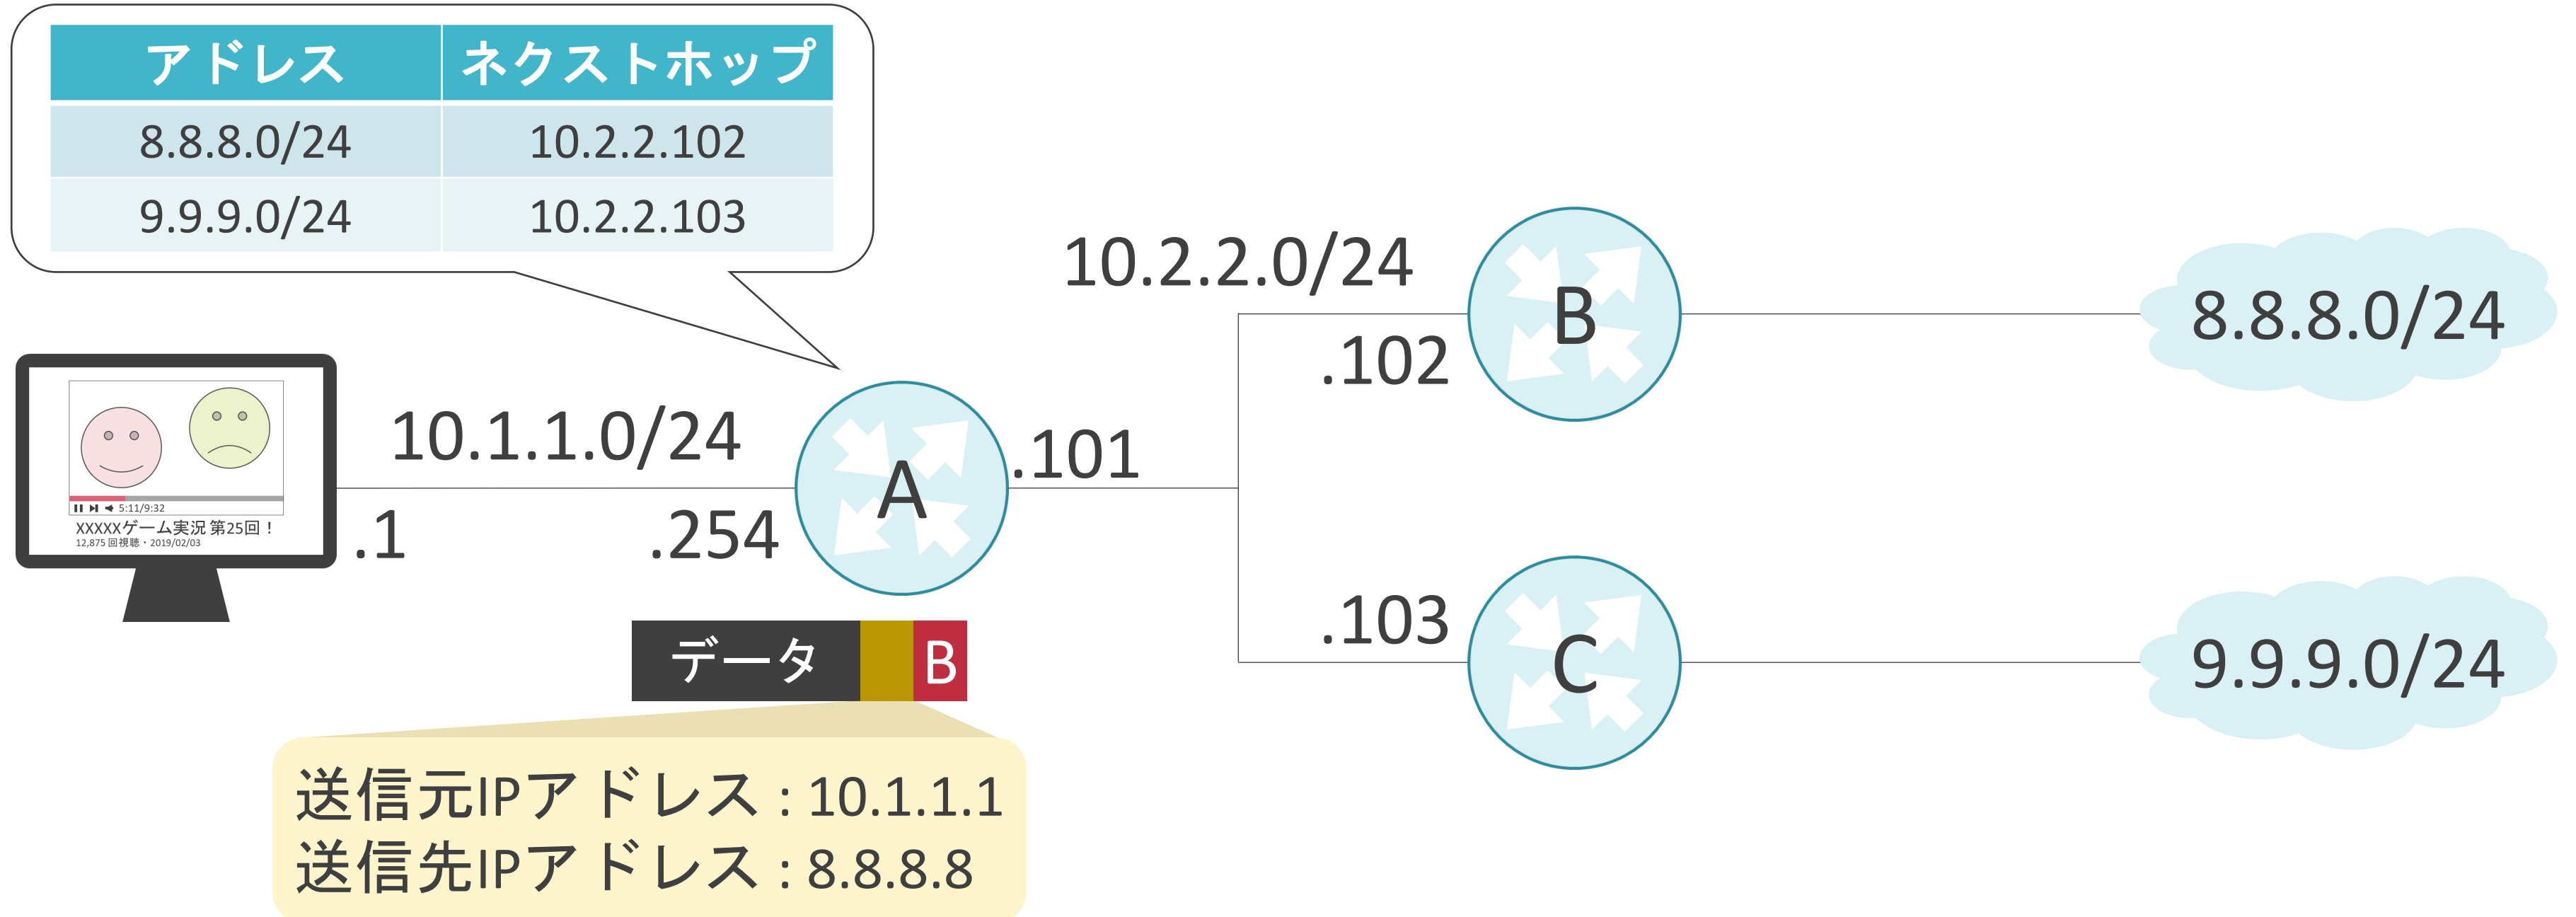 アドレス ネクストホップ
8.8.8.0/24 10.2.2.102
9.9.9.0/24 10.2.2.103
10.2.2.0/24
B
.102
8.8.8.0/24
10.1.1.0/24
A
.101
.1
.254
5:11/9:32
XXXXXゲーム実況 第25回！
12,875 回視聴・2019/02/03
.103
C
9.9.9.0/24
データ B
送信元IPアドレス : 10.1.1.1
送信先IPアドレス : 8.8.8.8